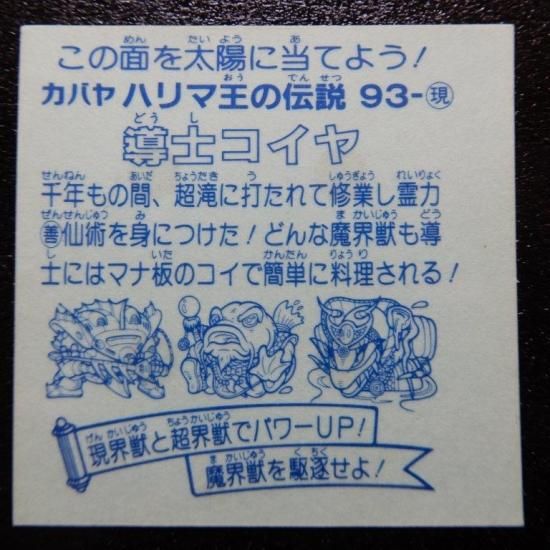 この面を太陽に当てよう！
カバヤ ハリマ王の伝説 93-㊝現
導士コイヤ
千年もの間、超滝に打たれて修業し霊力
善仙術を身につけた！どんな魔界獣も導
士にはマナ板のコイで簡単に料理される！
現界獣と超界獣でパワーUP！
魔界獣を駆逐せよ！